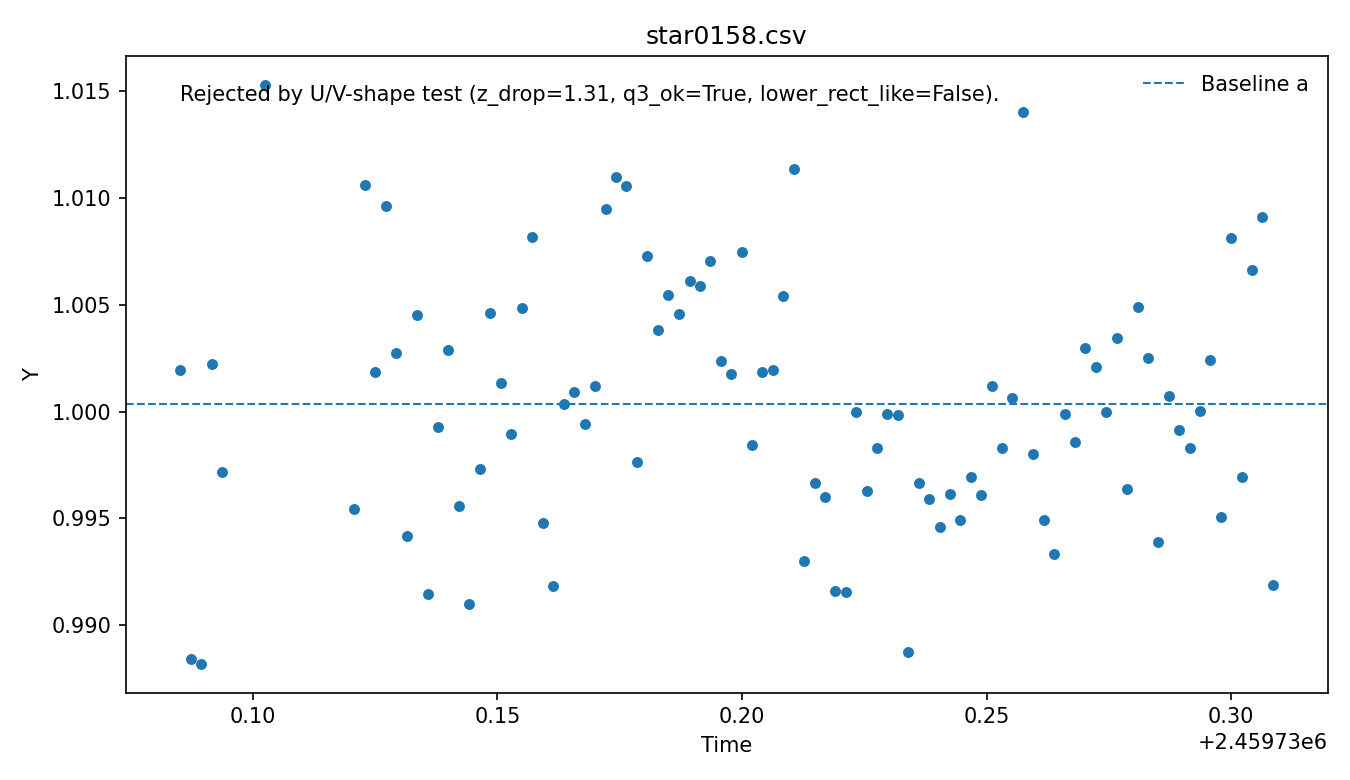 star0158.csv
Rejected by U/V-shape test (z_drop=1.31, q3_ok=True, lower_rect_like=False).
Baseline a
1.015
1.010
1.005
1.000
0.995
0.990
Y
0.10 0.15 0.20 0.25 0.30
Time
+2.45973e6